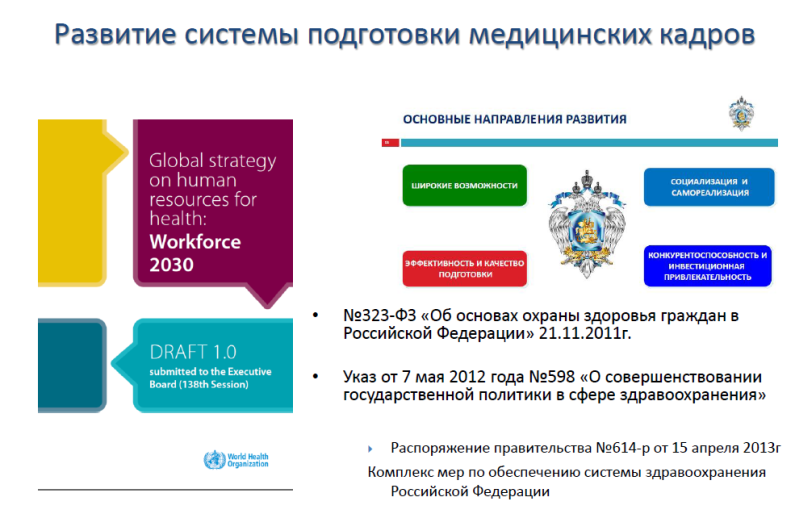 Развитие системы подготовки медицинских кадров
Global strategy
on human
resources for
health:
Workforce
2030
DRAFT 1.0
submitted to the Executive
Board (138th Session)
World Health
Organization
ОСНОВНЫЕ НАПРАВЛЕНИЯ РАЗВИТИЯ
ШИРОКИЕ ВОЗМОЖНОСТИ
СОЦИАЛИЗАЦИЯ И
САМОРЕАЛИЗАЦИЯ
ЭФФЕКТИВНОСТЬ И КАЧЕСТВО
ПОДГОТОВКИ
КОНКУРЕНТОСПОСОБНОСТЬ И
ИНВЕСТИЦИОННАЯ
ПРИВЛЕКАТЕЛЬНОСТЬ
• №323-ФЗ «Об основах охраны здоровья граждан в
Российской Федерации» 21.11.2011г.
• Указ от 7 мая 2012 года №598 «О совершенствовании
государственной политики в сфере здравоохранения»
Распоряжение правительства №614-р от 15 апреля 2013г
Комплекс мер по обеспечению системы здравоохранения
Российской Федерации